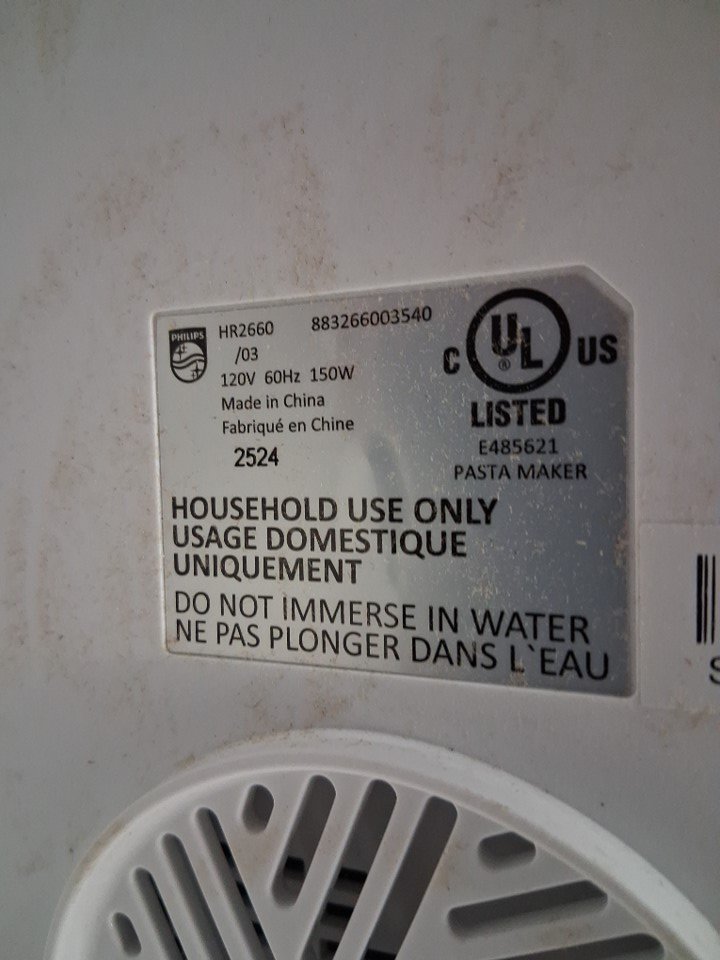 PHILIPS
HR2660 883266003540
/03
120V 60Hz 150W
Made in China
Fabriqué en Chine
2524
C UL US
®
LISTED
E485621
PASTA MAKER
HOUSEHOLD USE ONLY
USAGE DOMESTIQUE
UNIQUEMENT
DO NOT IMMERSE IN WATER
NE PAS PLONGER DANS L`EAU